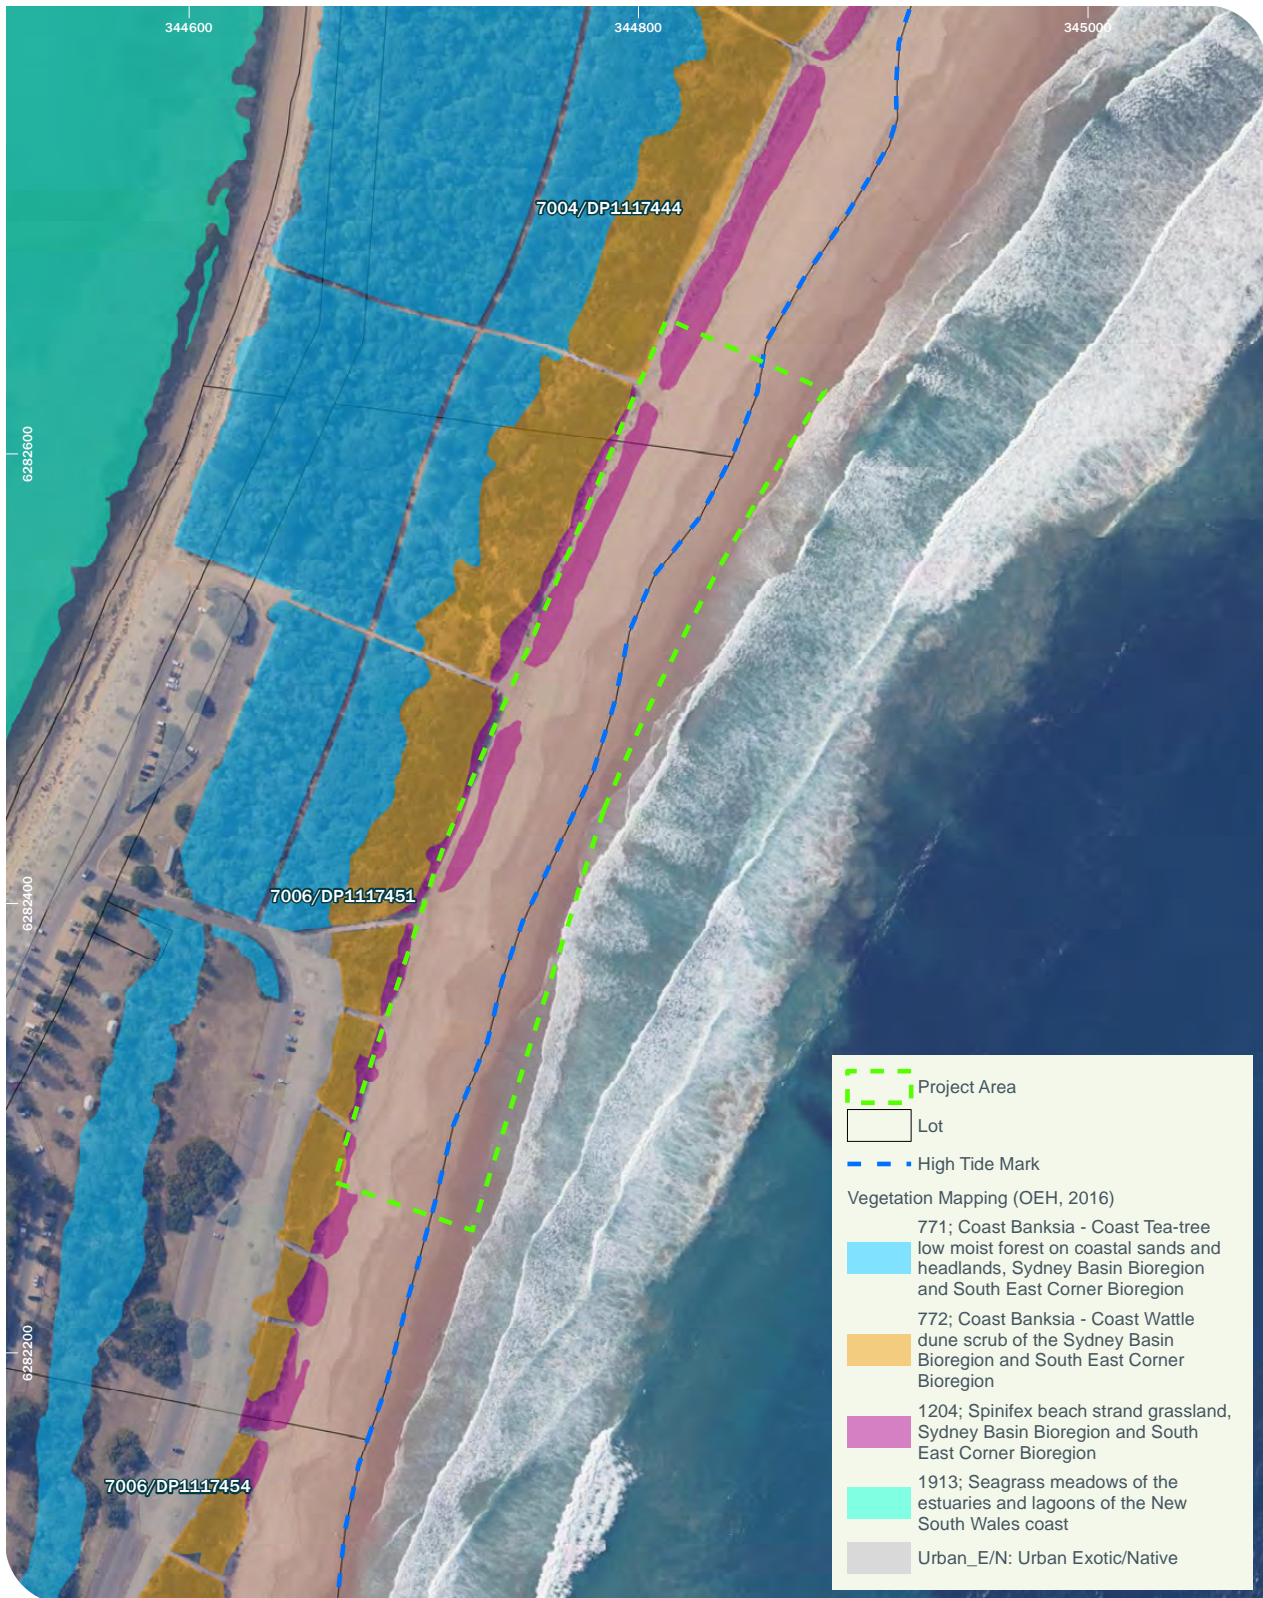 344600
344800
345000
7004/DP1117444
6282600
7006/DP1117451
6282400
6282200
7006/DP1117454
Project Area
Lot
High Tide Mark
Vegetation Mapping (OEH, 2016)
771; Coast Banksia - Coast Tea-tree
low moist forest on coastal sands and
headlands, Sydney Basin Bioregion
and South East Corner Bioregion
772; Coast Banksia - Coast Wattle
dune scrub of the Sydney Basin
Bioregion and South East Corner
Bioregion
1204; Spinifex beach strand grassland,
Sydney Basin Bioregion and South
East Corner Bioregion
1913; Seagrass meadows of the
estuaries and lagoons of the New
South Wales coast
Urban_E/N: Urban Exotic/Native